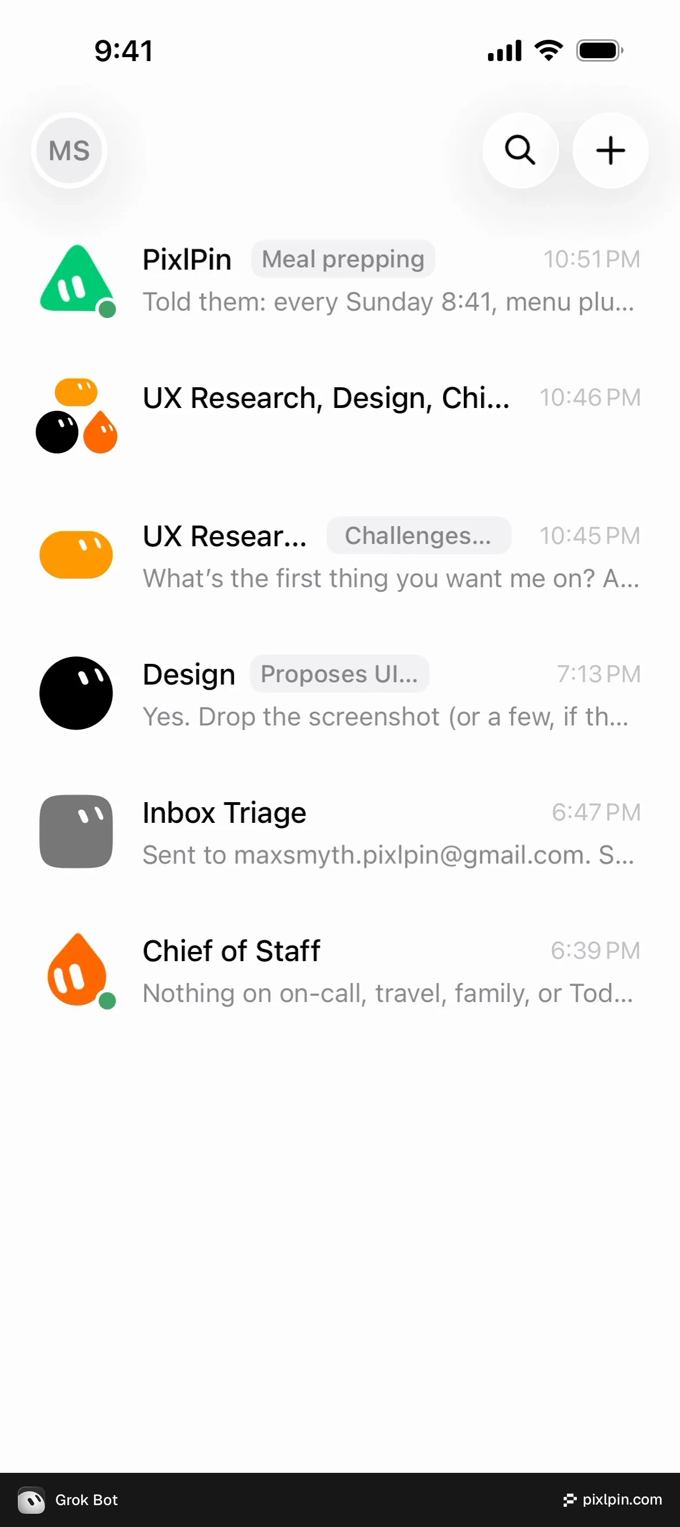 9:41
MS
PixlPin Meal prepping 10:51 PM
Told them: every Sunday 8:41, menu plu...
UX Research, Design, Chi... 10:46 PM
UX Resear... Challenges... 10:45 PM
What’s the first thing you want me on? A...
Design Proposes UI... 7:13 PM
Yes. Drop the screenshot (or a few, if th...
Inbox Triage 6:47 PM
Sent to maxsmyth.pixlpin@gmail.com. S...
Chief of Staff 6:39 PM
Nothing on on-call, travel, family, or Tod...
Grok Bot pixlpin.com